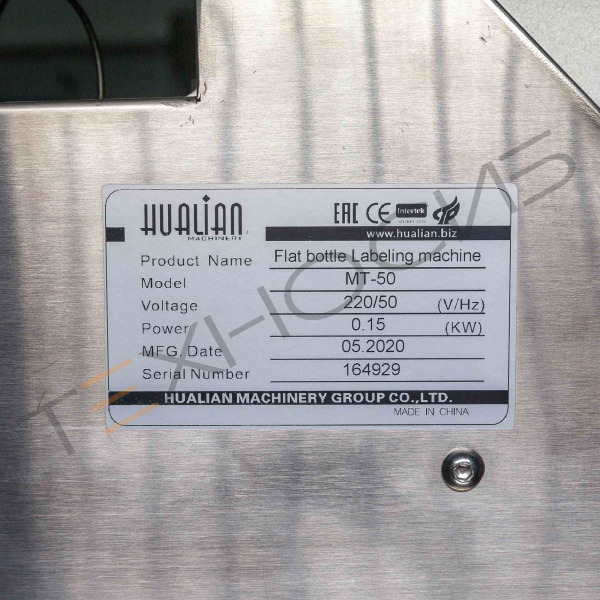 HUALIAN
MACHINERY
EAC CE Intertek
www.hualian.biz
Product Name Flat bottle Labeling machine
Model MT-50
Voltage 220/50 (V/Hz)
Power 0.15 (KW)
MFG, Date 05.2020
Serial Number 164929
HUALIAN MACHINERY GROUP CO.,LTD.
MADE IN CHINA